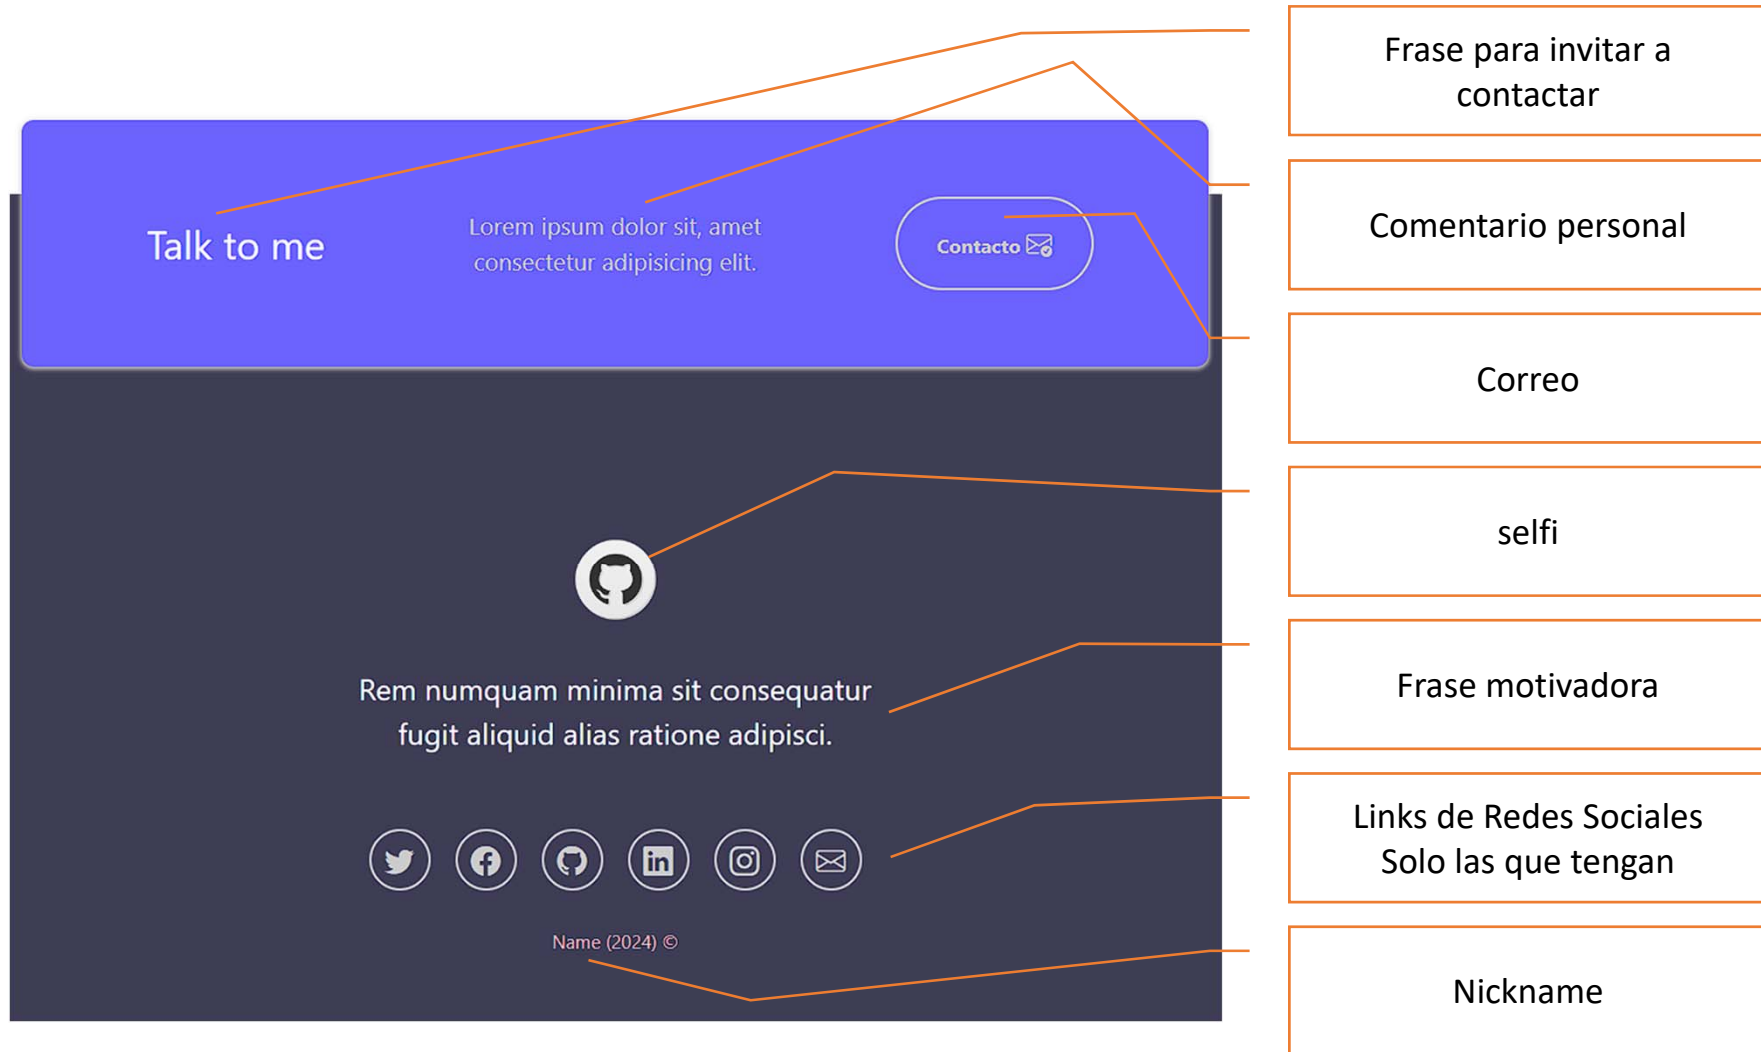 Frase para invitar a
contactar
Talk to me
Lorem ipsum dolor sit, amet
consectetur adipisicing elit.
Contacto
Comentario personal
Correo
selfi
Rem numquam minima sit consequatur
fugit aliquid alias ratione adipisci.
Frase motivadora
in
Links de Redes Sociales
Solo las que tengan
Name (2024) ©
Nickname